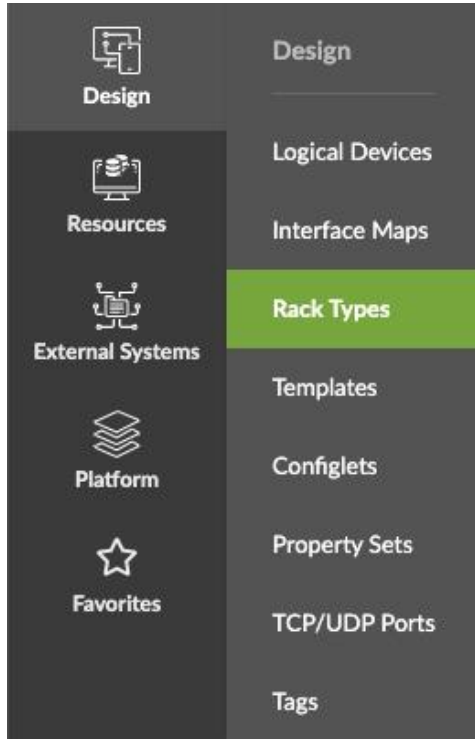 Design
Resources
External Systems
Platform
Favorites
Design
Logical Devices
Interface Maps
Rack Types
Templates
Configlets
Property Sets
TCP/UDP Ports
Tags